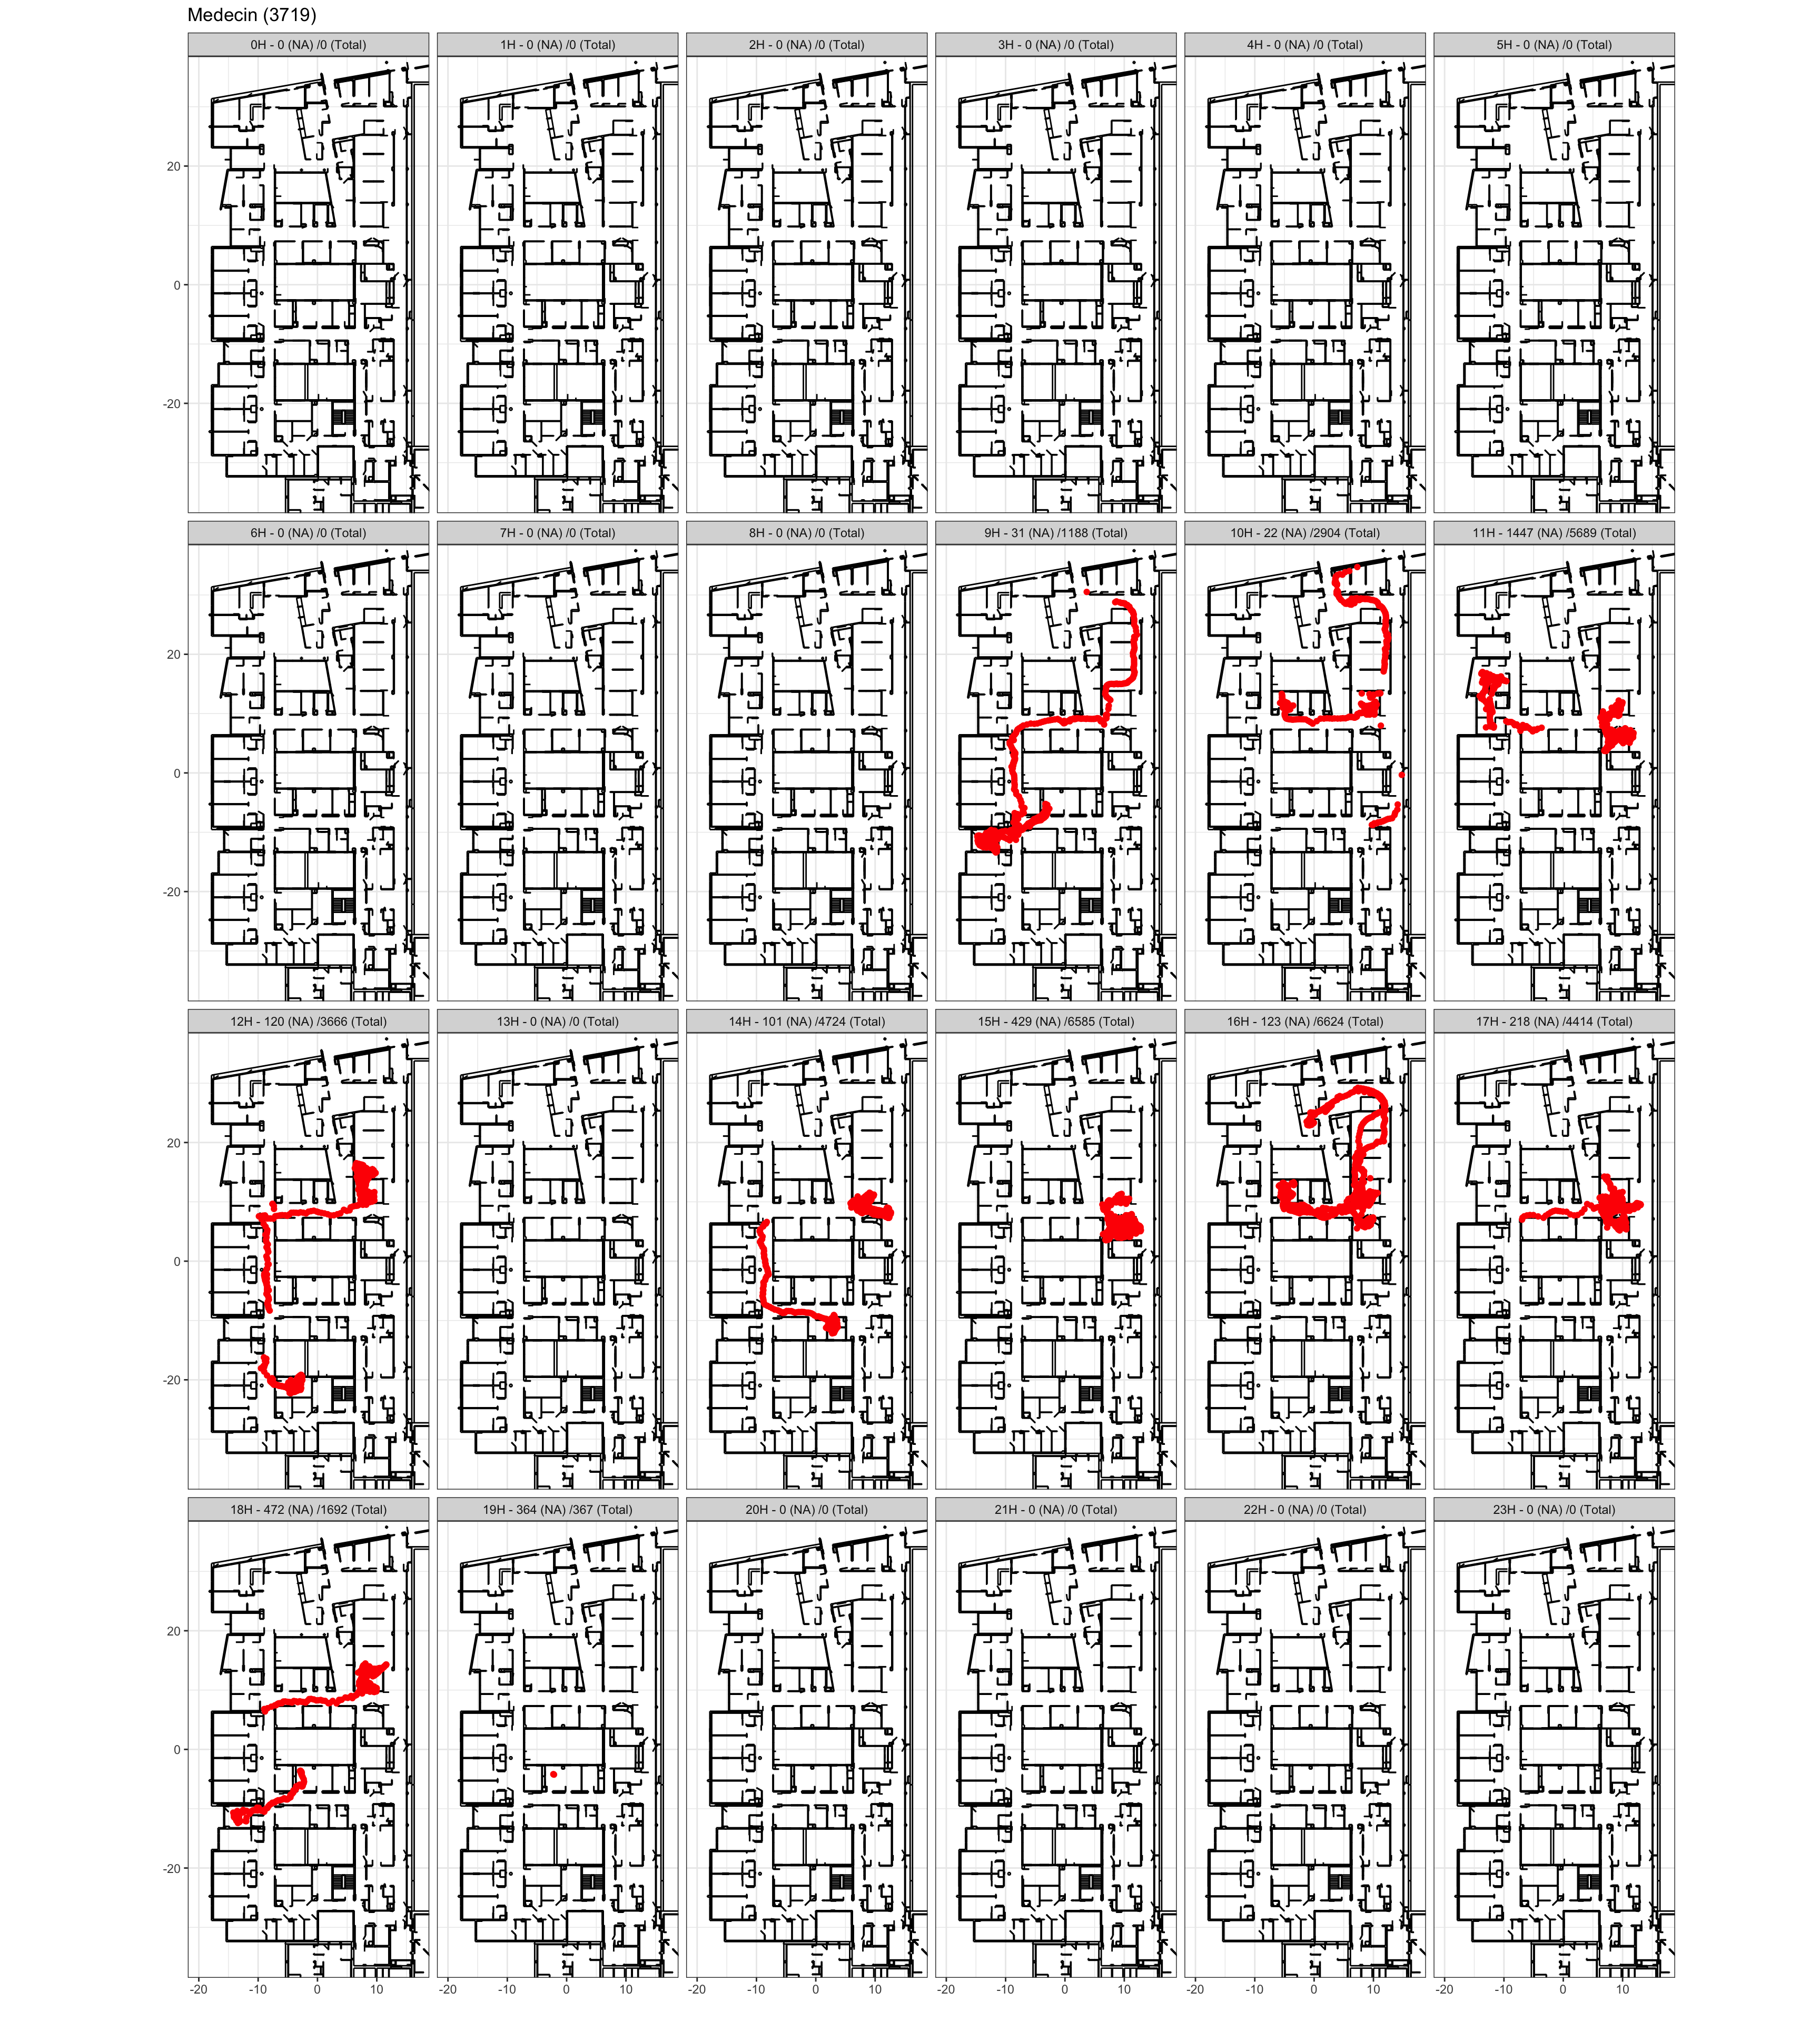 Medecin (3719)
0H - 0 (NA) /0 (Total) 1H - 0 (NA) /0 (Total) 2H - 0 (NA) /0 (Total) 3H - 0 (NA) /0 (Total) 4H - 0 (NA) /0 (Total) 5H - 0 (NA) /0 (Total)
20
0
-20
6H - 0 (NA) /0 (Total) 7H - 0 (NA) /0 (Total) 8H - 0 (NA) /0 (Total) 9H - 31 (NA) /1188 (Total) 10H - 22 (NA) /2904 (Total) 11H - 1447 (NA) /5689 (Total)
20
0
-20
12H - 120 (NA) /3666 (Total) 13H - 0 (NA) /0 (Total) 14H - 101 (NA) /4724 (Total) 15H - 429 (NA) /6585 (Total) 16H - 123 (NA) /6624 (Total) 17H - 218 (NA) /4414 (Total)
20
0
-20
18H - 472 (NA) /1692 (Total) 19H - 364 (NA) /367 (Total) 20H - 0 (NA) /0 (Total) 21H - 0 (NA) /0 (Total) 22H - 0 (NA) /0 (Total) 23H - 0 (NA) /0 (Total)
20
0
-20
-20 -10 0 10 -20 -10 0 10 -20 -10 0 10 -20 -10 0 10 -20 -10 0 10 -20 -10 0 10